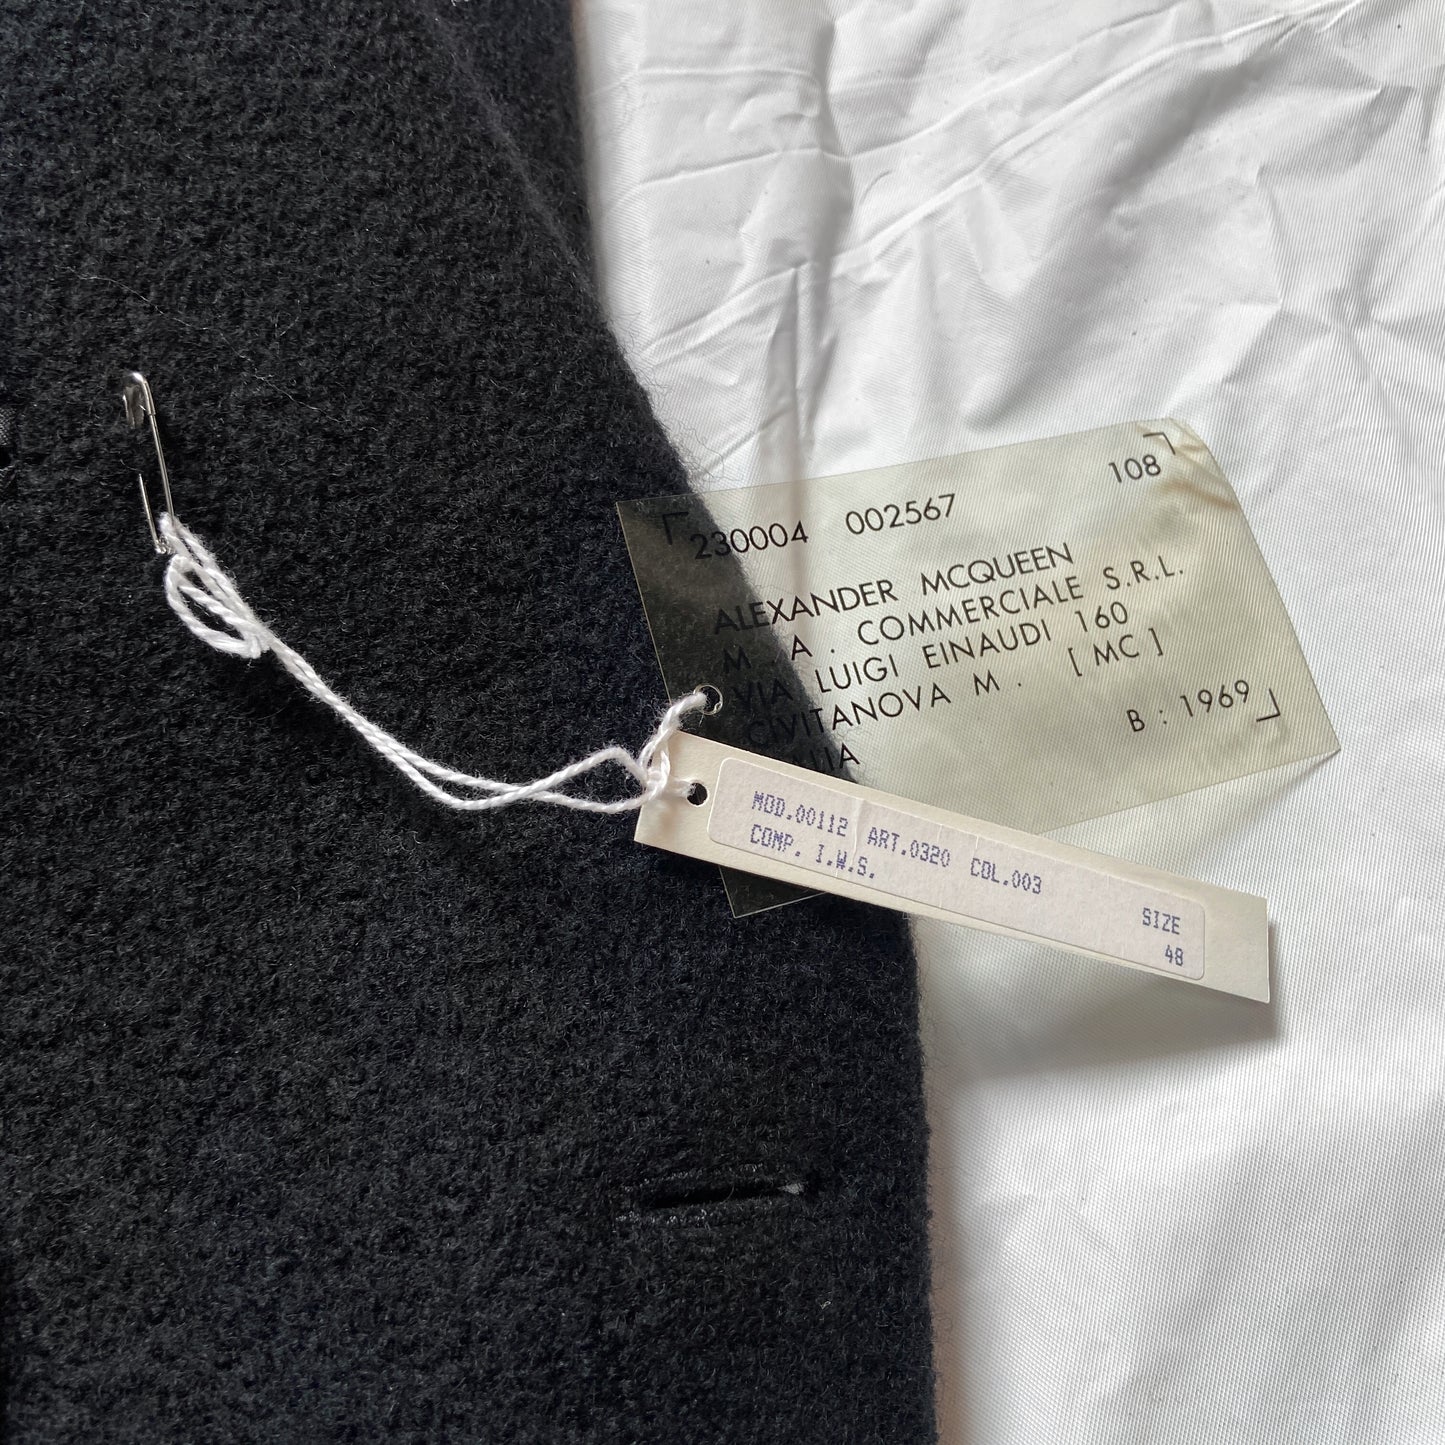 230004 002567 108
ALEXANDER MCQUEEN
M . A . COMMERCIALE S.R.L.
VIA LUIGI EINAUDI 160
CIVITANOVA M . [ MC ]
B : 1969
MOD.00112 ART.0320 COL.003
COMP. I.W.S.
SIZE
48